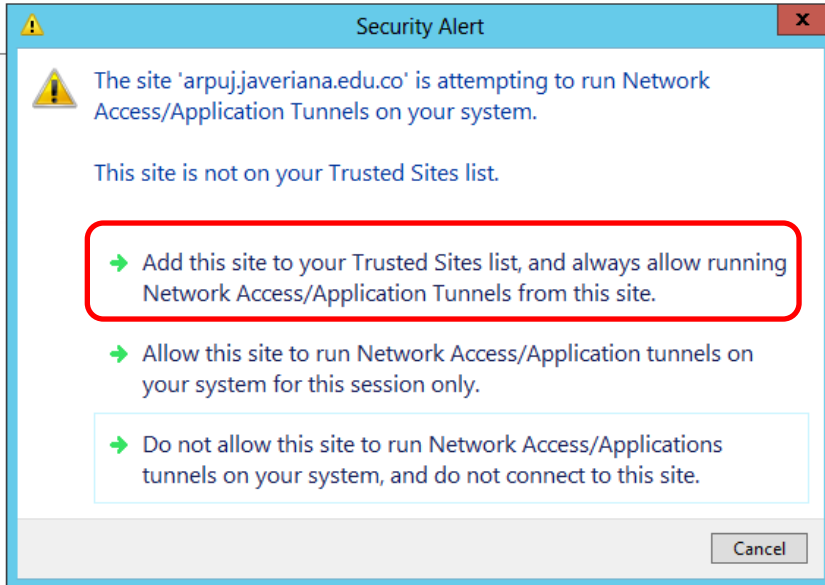 Security Alert
x
The site 'arpuj.javeriana.edu.co' is attempting to run Network
Access/Application Tunnels on your system.
This site is not on your Trusted Sites list.
Add this site to your Trusted Sites list, and always allow running
Network Access/Application Tunnels from this site.
Allow this site to run Network Access/Application tunnels on
your system for this session only.
Do not allow this site to run Network Access/Applications
tunnels on your system, and do not connect to this site.
Cancel